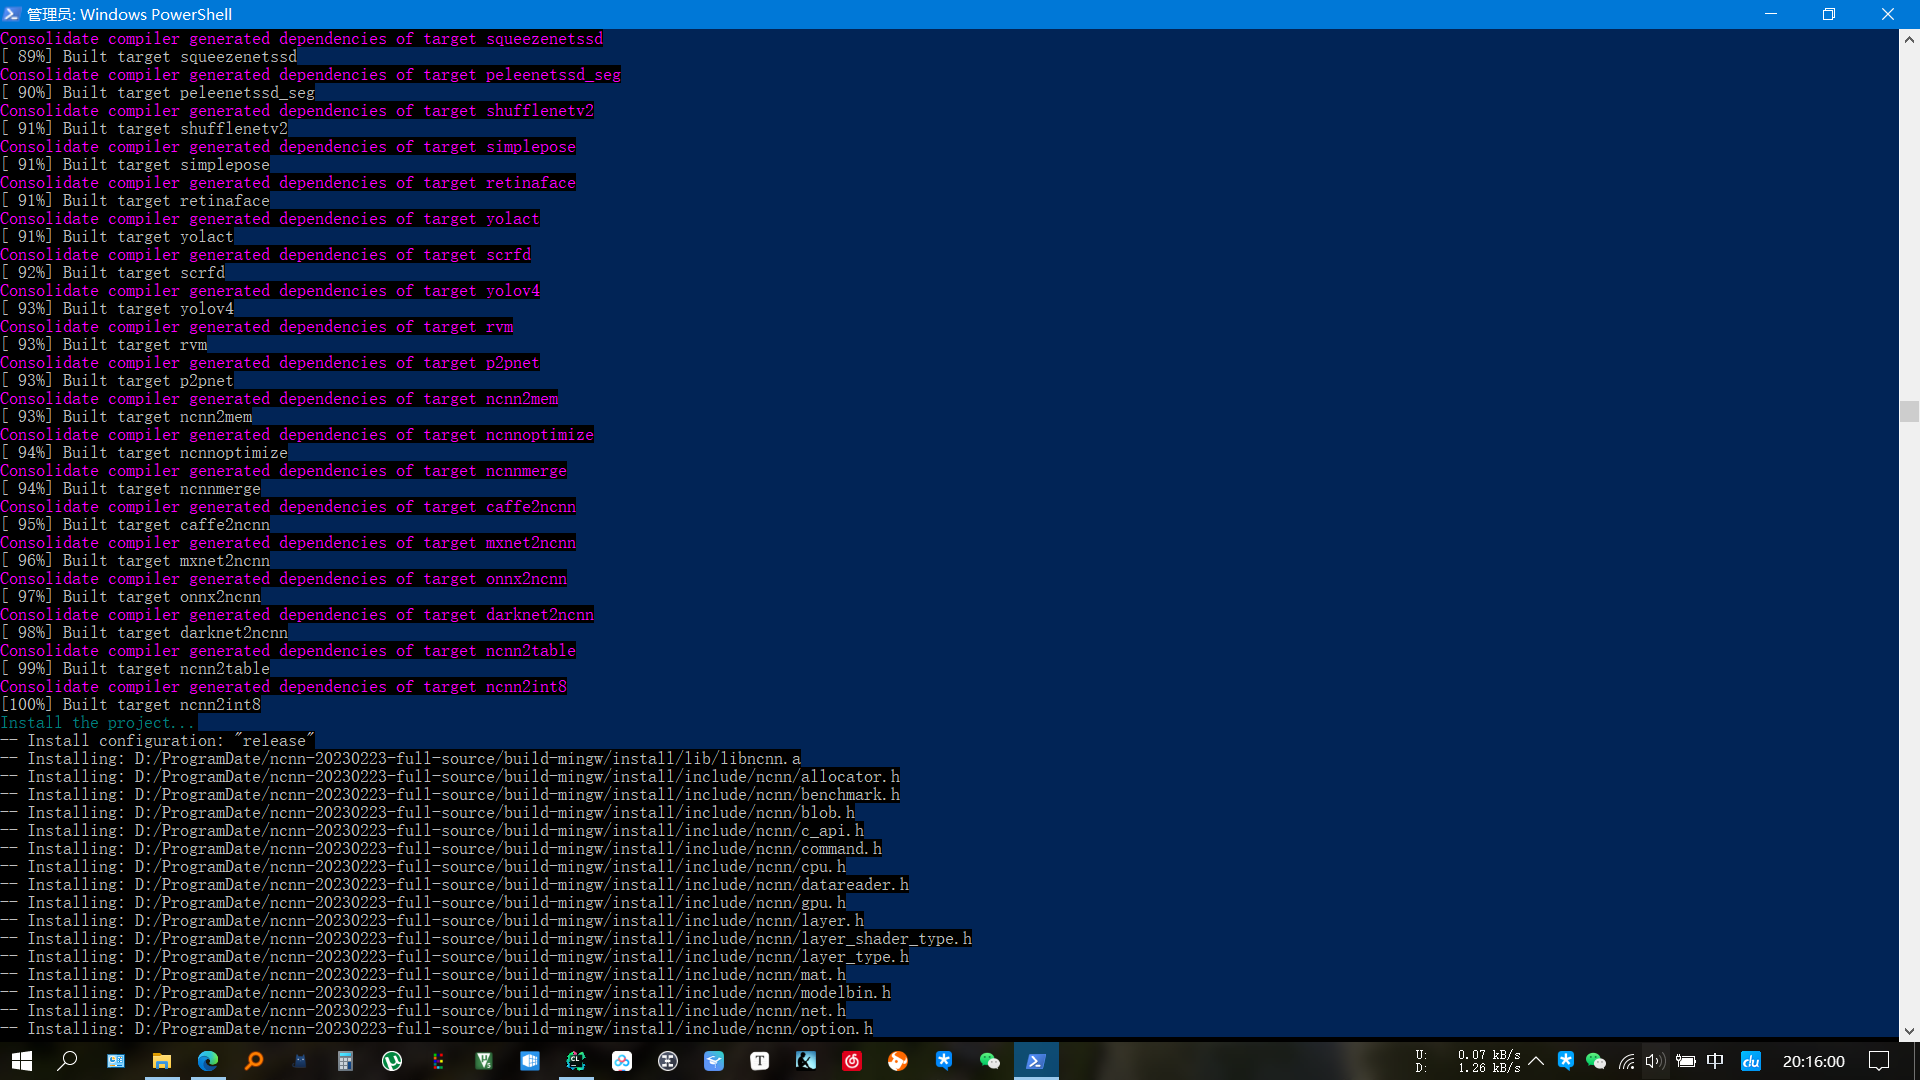 管理员: Windows PowerShell
Consolidate compiler generated dependencies of target squeezenetssd
[ 89%] Built target squeezenetssd
Consolidate compiler generated dependencies of target peleenetssd_seg
[ 90%] Built target peleenetssd_seg
Consolidate compiler generated dependencies of target shufflenetv2
[ 91%] Built target shufflenetv2
Consolidate compiler generated dependencies of target simplepose
[ 91%] Built target simplepose
Consolidate compiler generated dependencies of target retinaface
[ 91%] Built target retinaface
Consolidate compiler generated dependencies of target yolact
[ 91%] Built target yolact
Consolidate compiler generated dependencies of target scrfd
[ 92%] Built target scrfd
Consolidate compiler generated dependencies of target yolov4
[ 93%] Built target yolov4
Consolidate compiler generated dependencies of target rvm
[ 93%] Built target rvm
Consolidate compiler generated dependencies of target p2pnet
[ 93%] Built target p2pnet
Consolidate compiler generated dependencies of target ncnn2mem
[ 93%] Built target ncnn2mem
Consolidate compiler generated dependencies of target ncnnoptimize
[ 94%] Built target ncnnoptimize
Consolidate compiler generated dependencies of target ncnnmerge
[ 94%] Built target ncnnmerge
Consolidate compiler generated dependencies of target caffe2ncnn
[ 95%] Built target caffe2ncnn
Consolidate compiler generated dependencies of target mxnet2ncnn
[ 96%] Built target mxnet2ncnn
Consolidate compiler generated dependencies of target onnx2ncnn
[ 97%] Built target onnx2ncnn
Consolidate compiler generated dependencies of target darknet2ncnn
[ 98%] Built target darknet2ncnn
Consolidate compiler generated dependencies of target ncnn2table
[ 99%] Built target ncnn2table
Consolidate compiler generated dependencies of target ncnn2int8
[100%] Built target ncnn2int8
Install the project...
-- Install configuration: "release"
-- Installing: D:/ProgramDate/ncnn-20230223-full-source/build-mingw/install/lib/libncnn.a
-- Installing: D:/ProgramDate/ncnn-20230223-full-source/build-mingw/install/include/ncnn/allocator.h
-- Installing: D:/ProgramDate/ncnn-20230223-full-source/build-mingw/install/include/ncnn/benchmark.h
-- Installing: D:/ProgramDate/ncnn-20230223-full-source/build-mingw/install/include/ncnn/blob.h
-- Installing: D:/ProgramDate/ncnn-20230223-full-source/build-mingw/install/include/ncnn/c_api.h
-- Installing: D:/ProgramDate/ncnn-20230223-full-source/build-mingw/install/include/ncnn/command.h
-- Installing: D:/ProgramDate/ncnn-20230223-full-source/build-mingw/install/include/ncnn/cpu.h
-- Installing: D:/ProgramDate/ncnn-20230223-full-source/build-mingw/install/include/ncnn/datareader.h
-- Installing: D:/ProgramDate/ncnn-20230223-full-source/build-mingw/install/include/ncnn/gpu.h
-- Installing: D:/ProgramDate/ncnn-20230223-full-source/build-mingw/install/include/ncnn/layer.h
-- Installing: D:/ProgramDate/ncnn-20230223-full-source/build-mingw/install/include/ncnn/layer_shader_type.h
-- Installing: D:/ProgramDate/ncnn-20230223-full-source/build-mingw/install/include/ncnn/layer_type.h
-- Installing: D:/ProgramDate/ncnn-20230223-full-source/build-mingw/install/include/ncnn/mat.h
-- Installing: D:/ProgramDate/ncnn-20230223-full-source/build-mingw/install/include/ncnn/modelbin.h
-- Installing: D:/ProgramDate/ncnn-20230223-full-source/build-mingw/install/include/ncnn/net.h
-- Installing: D:/ProgramDate/ncnn-20230223-full-source/build-mingw/install/include/ncnn/option.h
U: 0.07 kB/s
D: 1.26 kB/s
中
du
20:16:00